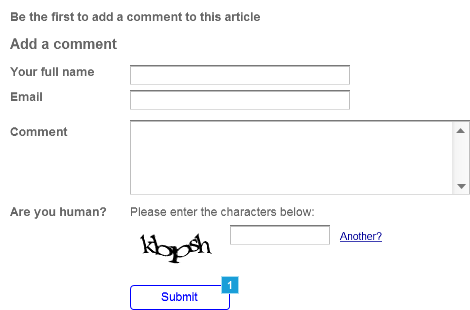 Be the first to add a comment to this article
Add a comment
Your full name
Email
Comment
Are you human? Please enter the characters below:
kbpsh Another?
1
Submit